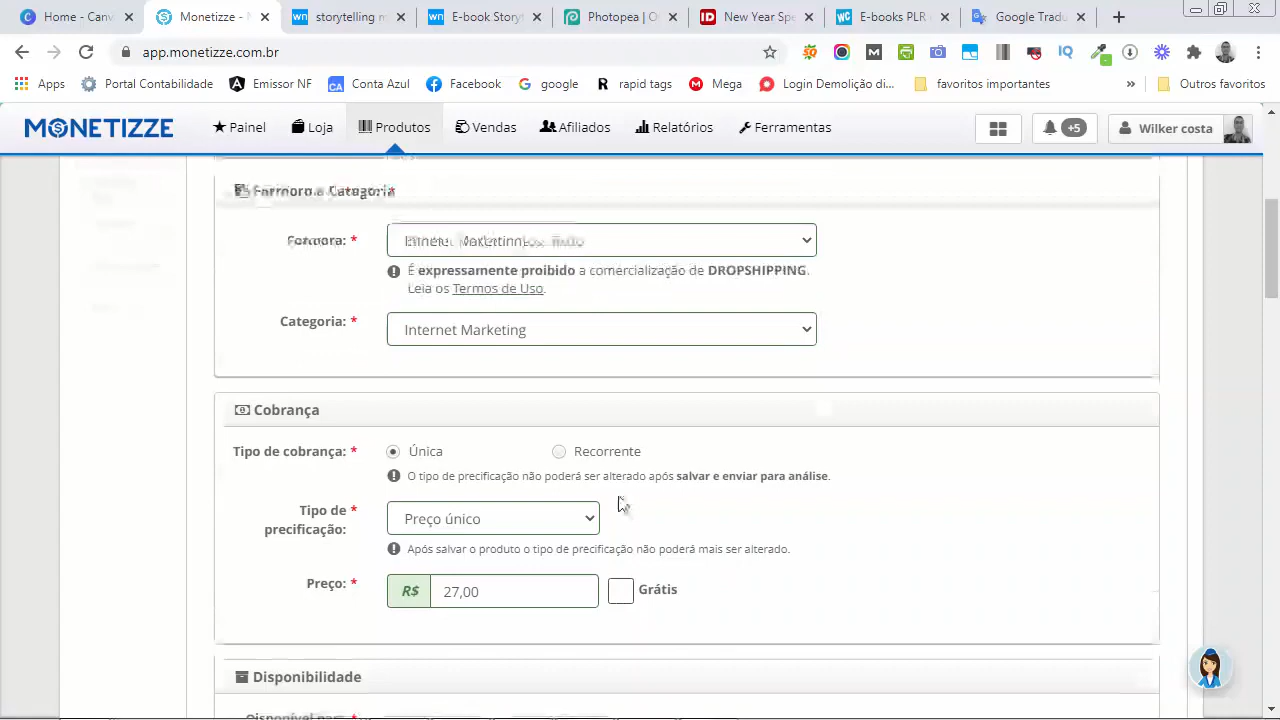 Home - Canv
Monetizze -
storytelling m
E-book Story
Photopea | O
New Year Spe
E-books PLR
Google Tradu
app.monetizze.com.br
Apps
Portal Contabilidade
Emissor NF
Conta Azul
Facebook
google
rapid tags
Mega
Login Demolição di...
favoritos importantes
»
Outros favoritos
MONETIZZE
Painel
Loja
Produtos
Vendas
Afiliados
Relatórios
Ferramentas
+5
Wilker costa
Categoria
É expressamente proibido a comercialização de DROPSHIPPING.
Leia os Termos de Uso.
Categoria: *
Internet Marketing
Cobrança
Tipo de cobrança: *
Única
Recorrente
O tipo de precificação não poderá ser alterado após salvar e enviar para análise.
Tipo de *
precificação:
Preço único
Após salvar o produto o tipo de precificação não poderá mais ser alterado.
Preço: *
R$
27,00
Grátis
Disponibilidade